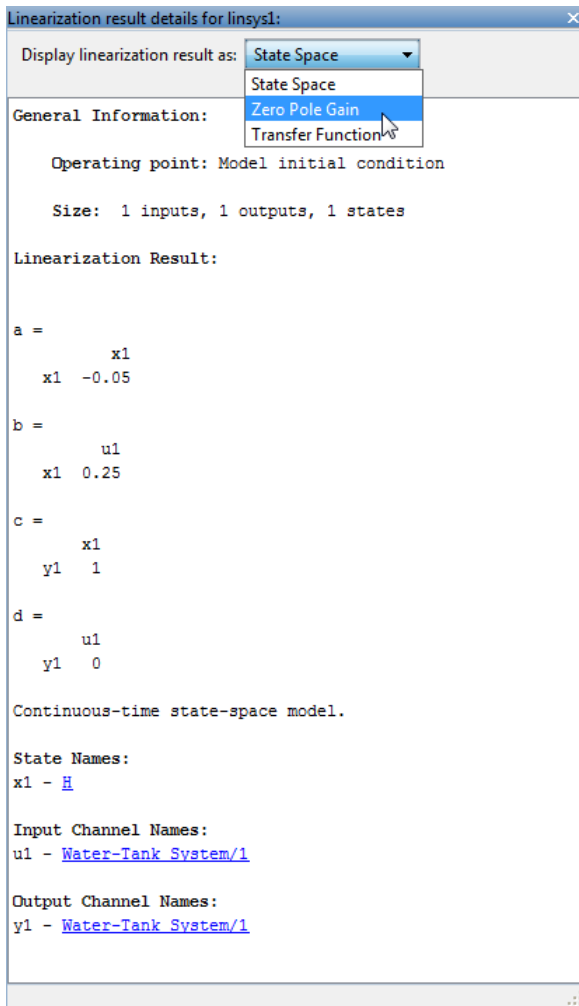 Linearization result details for linsys1:
Display linearization result as: State Space
State Space
Zero Pole Gain
Transfer Function
General Information:
Operating point: Model initial condition
Size: 1 inputs, 1 outputs, 1 states
Linearization Result:
a =
x1
x1 -0.05
b =
u1
x1 0.25
c =
x1
y1 1
d =
u1
y1 0
Continuous-time state-space model.
State Names:
x1 - H
Input Channel Names:
u1 - Water-Tank System/1
Output Channel Names:
y1 - Water-Tank System/1